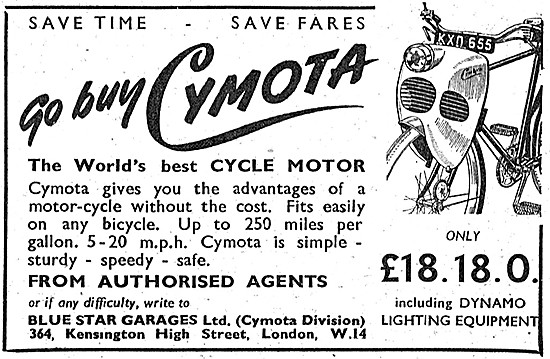 SAVE TIME - SAVE FARES
Go buy CYMOTA
The World's best CYCLE MOTOR
Cymota gives you the advantages of a
motor-cycle without the cost. Fits easily
on any bicycle. Up to 250 miles per
gallon. 5-20 m.p.h. Cymota is simple -
sturdy - speedy - safe.
FROM AUTHORISED AGENTS
or if any difficulty, write to
BLUE STAR GARAGES Ltd. (Cymota Division)
364, Kensington High Street, London, W.14
KXD 655
Cymota
ONLY
£18.18.0.
including DYNAMO
LIGHTING EQUIPMENT